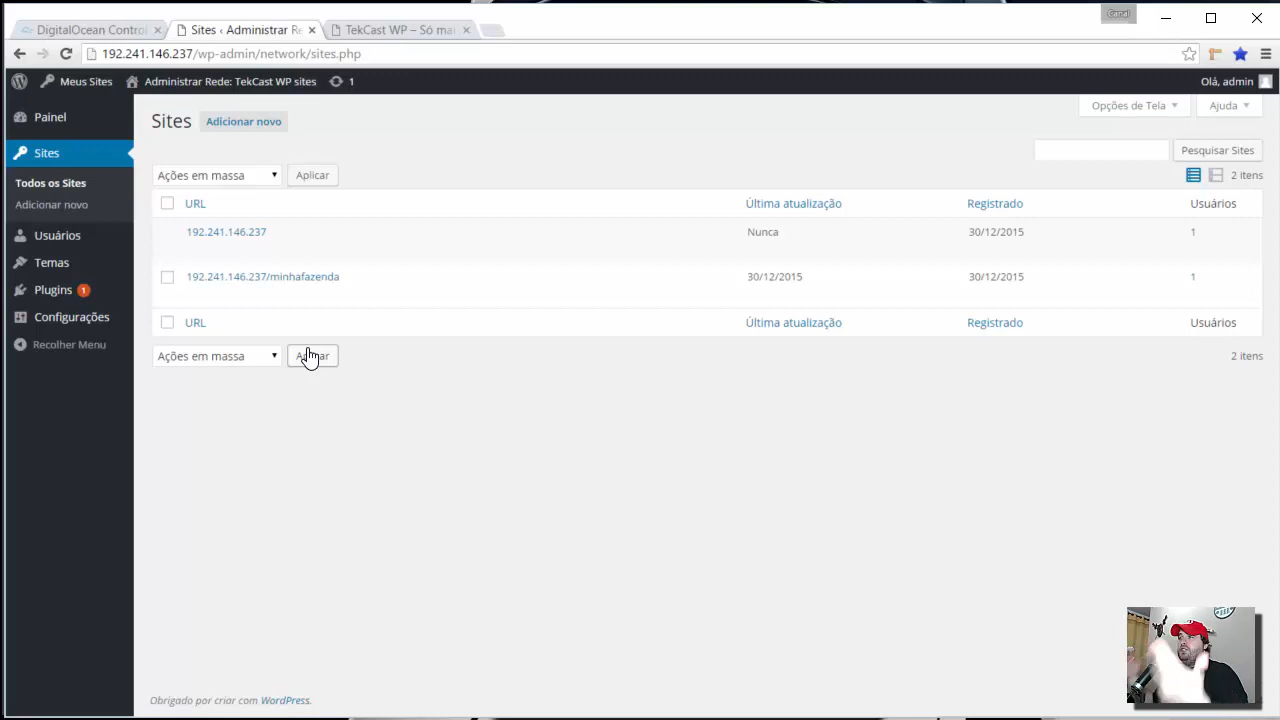 Canal
DigitalOcean Control
Sites ‹ Administrar Re
TekCast WP – Só mai
192.241.146.237/wp-admin/network/sites.php
Meus Sites
Administrar Rede: TekCast WP sites
1
Olá, admin
Painel
Sites
Todos os Sites
Adicionar novo
Usuários
Temas
Plugins 1
Configurações
Recolher Menu
Sites
Adicionar novo
Opções de Tela
Ajuda
Pesquisar Sites
Ações em massa
Aplicar
2 itens
URL Última atualização Registrado Usuários
192.241.146.237 Nunca 30/12/2015 1
192.241.146.237/minhafazenda 30/12/2015 30/12/2015 1
URL Última atualização Registrado Usuários
Ações em massa
2 itens
Obrigado por criar com WordPress.